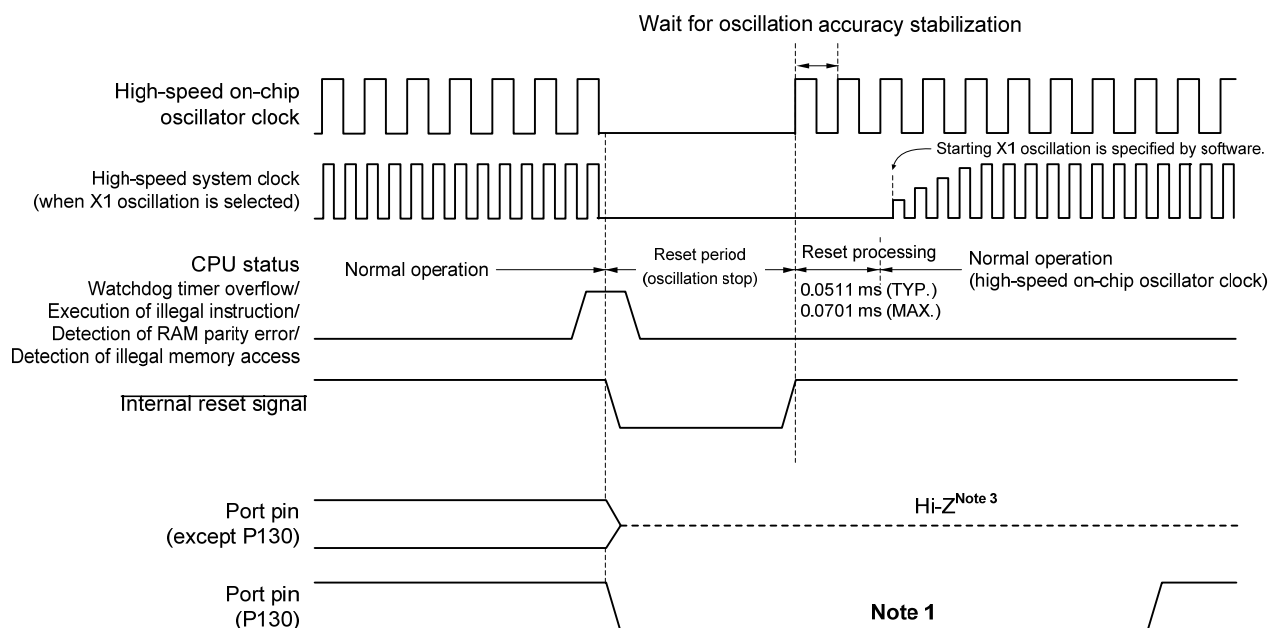 Wait for oscillation accuracy stabilization
High-speed on-chip
oscillator clock
Starting X1 oscillation is specified by software.
High-speed system clock
(when X1 oscillation is selected)
CPU status
Normal operation
Reset period
(oscillation stop)
Reset processing
0.0511 ms (TYP.)
0.0701 ms (MAX.)
Normal operation
(high-speed on-chip oscillator clock)
Watchdog timer overflow/
Execution of illegal instruction/
Detection of RAM parity error/
Detection of illegal memory access
Internal reset signal
Port pin
(except P130)
Hi-Z Note 3
Port pin
(P130)
Note 1